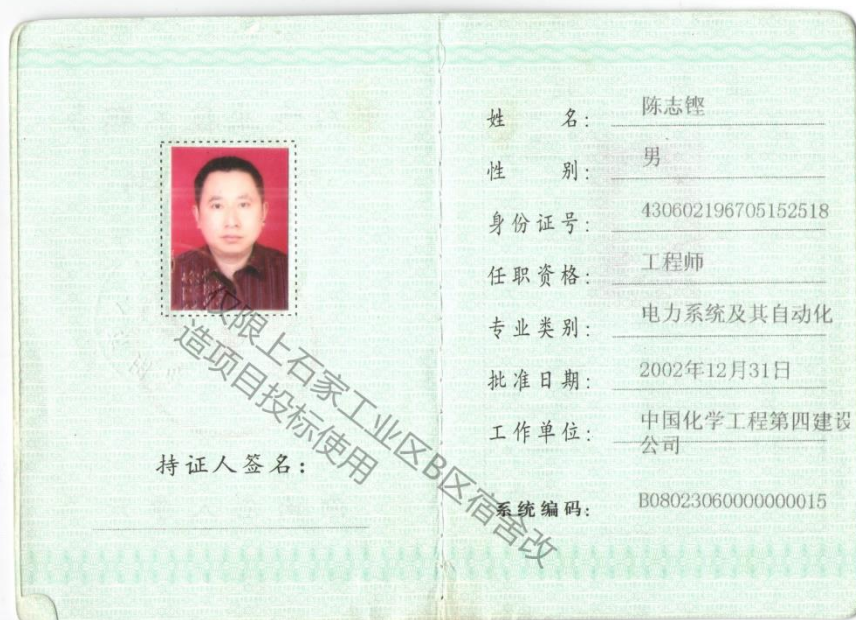 姓 名: 陈志铿
性 别: 男
身份证号: 430602196705152518
任职资格: 工程师
专业类别: 电力系统及其自动化
批准日期: 2002年12月31日
工作单位: 中国化学工程第四建设
公司
系统编码: B08023060000000015
持证人签名:
仅限上石家工业区B区宿舍改
造项目投标使用